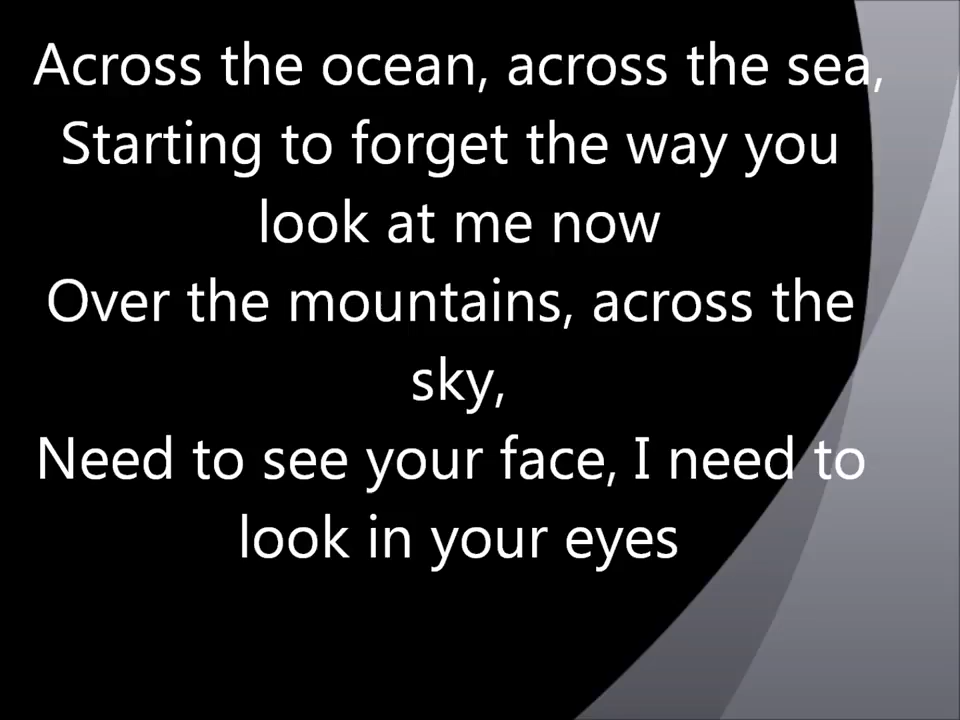 Across the ocean, across the sea,
Starting to forget the way you
look at me now
Over the mountains, across the
sky,
Need to see your face, I need to
look in your eyes